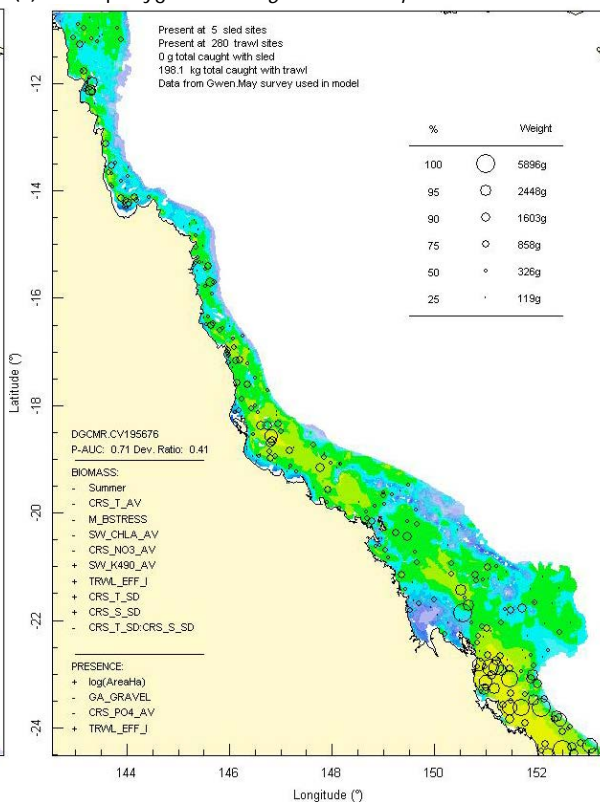 Present at 5 sled sites
Present at 280 trawl sites
0 g total caught with sled
198.1 kg total caught with trawl
Data from Gwen.May survey used in model
% Weight
100 5896g
95 2448g
90 1603g
75 858g
50 326g
25 119g
-12
-14
-16
-18
-20
-22
-24
Latitude (°)
DGCMR.CV195676
P-AUC: 0.71 Dev. Ratio: 0.41
BIOMASS:
- Summer
- CRS_T_AV
- M_BSTRESS
- SW_CHLA_AV
- CRS_NO3_AV
+ SW_K490_AV
+ TRWL_EFF_I
+ CRS_T_SD
+ CRS_S_SD
- CRS_T_SD:CRS_S_SD
PRESENCE:
+ log(AreaHa)
- GA_GRAVEL
- CRS_PO4_AV
+ TRWL_EFF_I
144 146 148 150 152
Longitude (°)